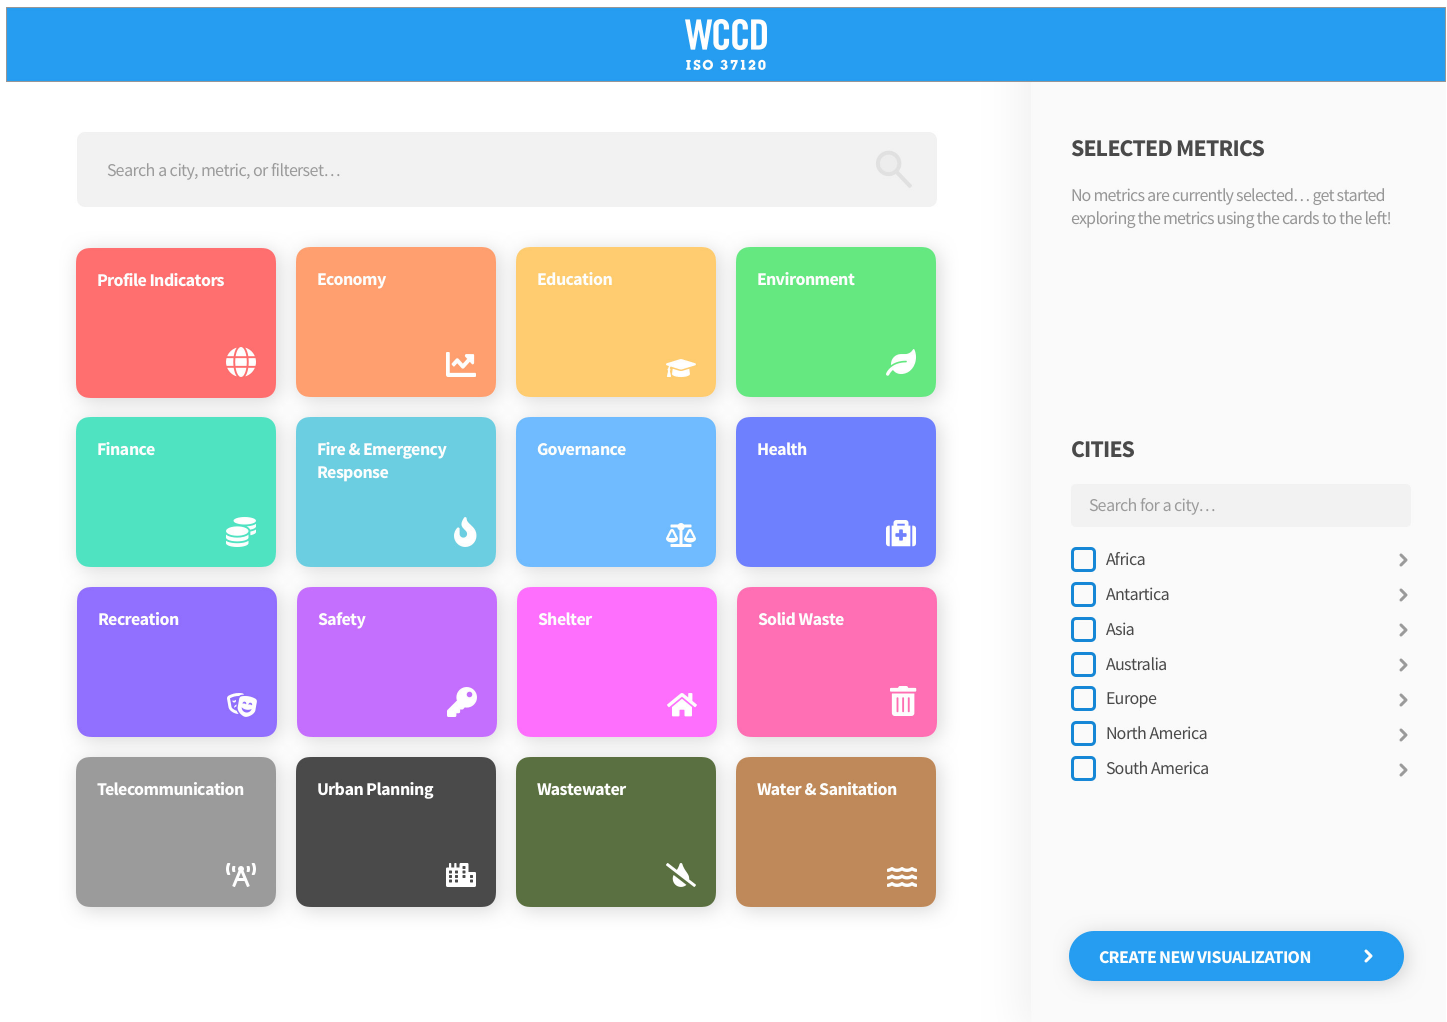 WCCD
ISO 37120
Search a city, metric, or filterset…
Profile Indicators
Economy
Education
Environment
Finance
Fire & Emergency
Response
Governance
Health
Recreation
Safety
Shelter
Solid Waste
Telecommunication
Urban Planning
Wastewater
Water & Sanitation
SELECTED METRICS
No metrics are currently selected… get started
exploring the metrics using the cards to the left!
CITIES
Search for a city…
Africa
Antartica
Asia
Australia
Europe
North America
South America
CREATE NEW VISUALIZATION